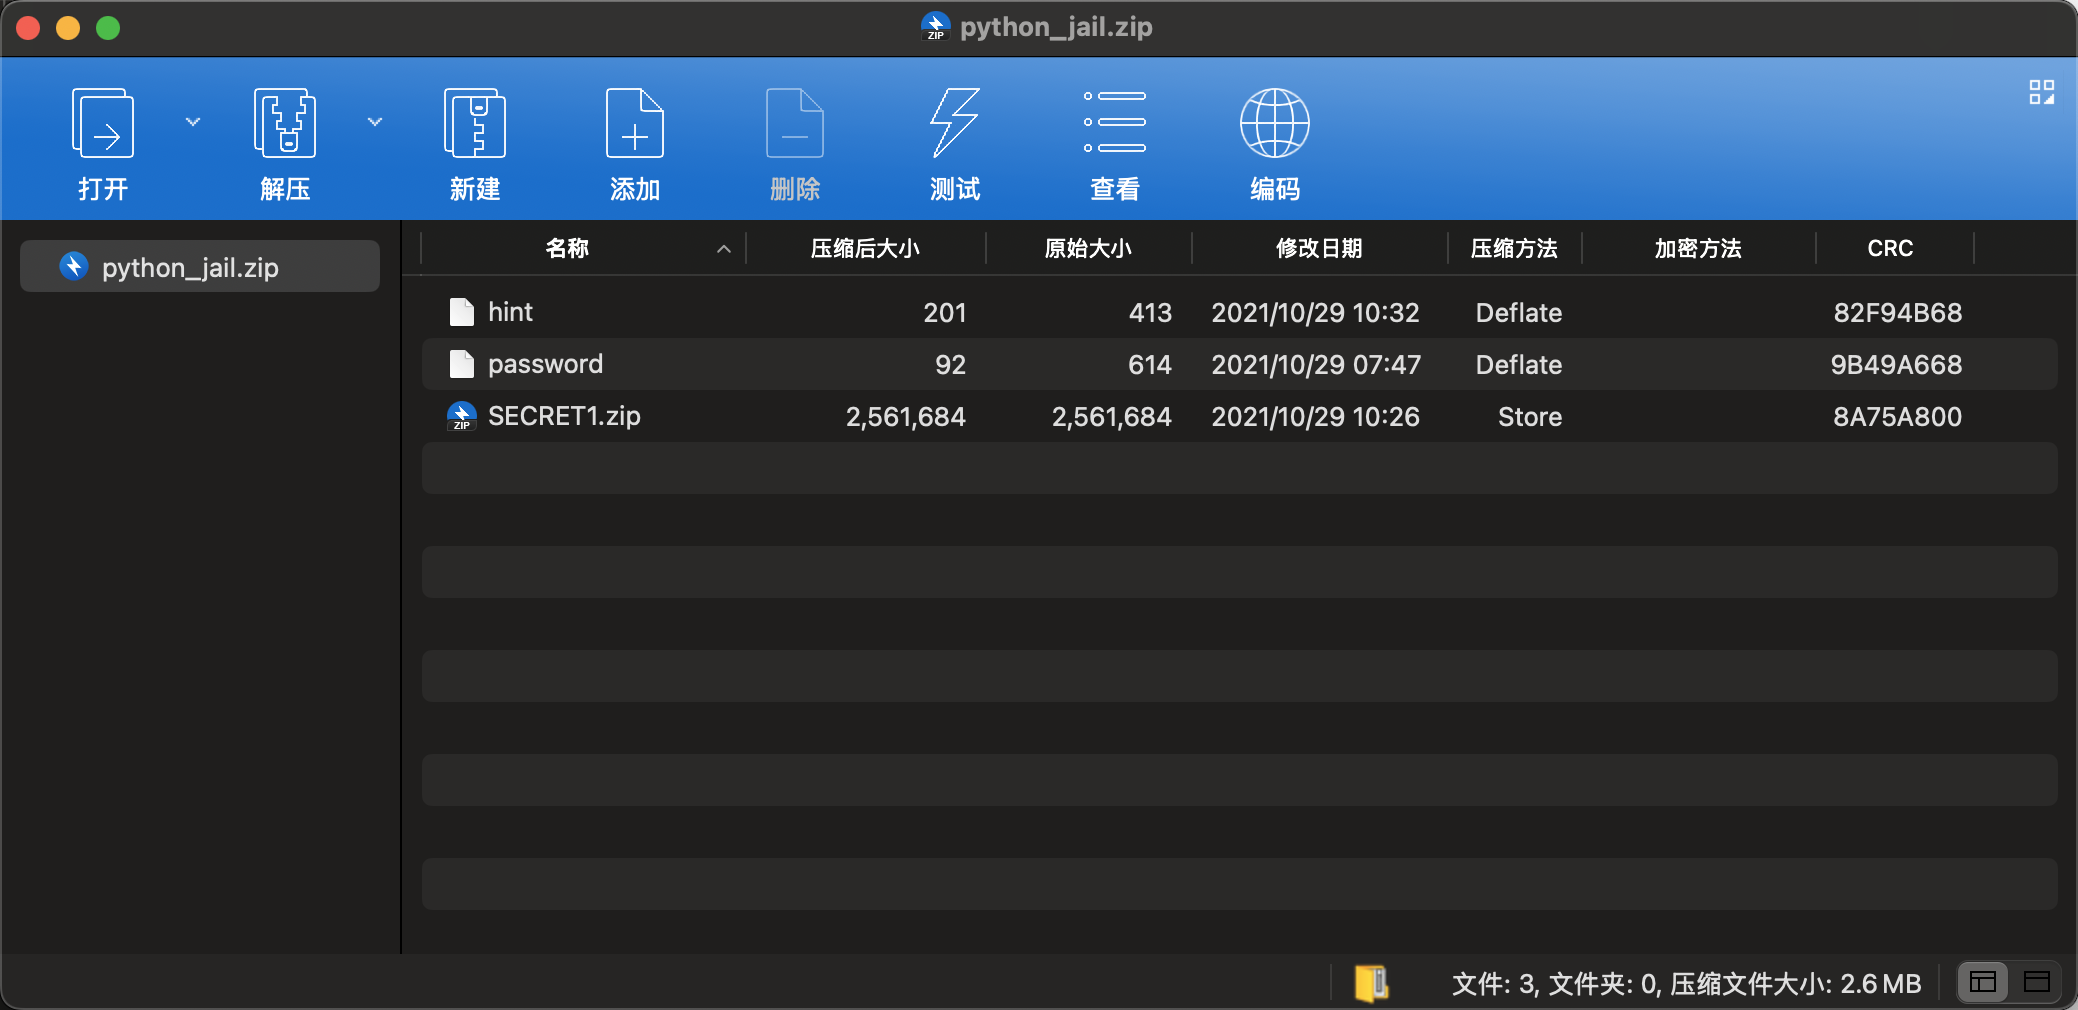 ZIP python_jail.zip
打开 解压 新建 添加 删除 测试 查看 编码
python_jail.zip
名称 压缩后大小 原始大小 修改日期 压缩方法 加密方法 CRC
hint 201 413 2021/10/29 10:32 Deflate 82F94B68
password 92 614 2021/10/29 07:47 Deflate 9B49A668
ZIP SECRET1.zip 2,561,684 2,561,684 2021/10/29 10:26 Store 8A75A800
文件: 3, 文件夹: 0, 压缩文件大小: 2.6 MB